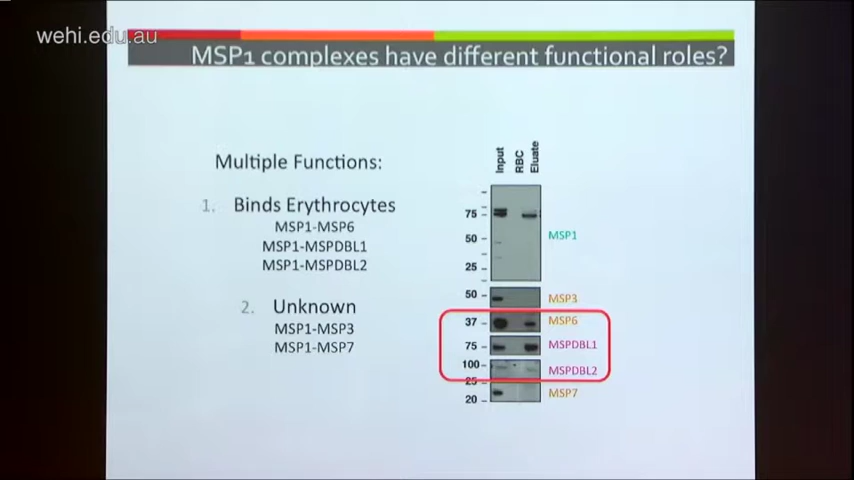 wehi.edu.au
MSP1 complexes have different functional roles?
Multiple Functions:
1. Binds Erythrocytes
MSP1-MSP6
MSP1-MSPDBL1
MSP1-MSPDBL2
2. Unknown
MSP1-MSP3
MSP1-MSP7
Input
RBC
Eluate
75
50
25
MSP1
50
MSP3
37
MSP6
75
MSPDBL1
100
MSPDBL2
25
20
MSP7